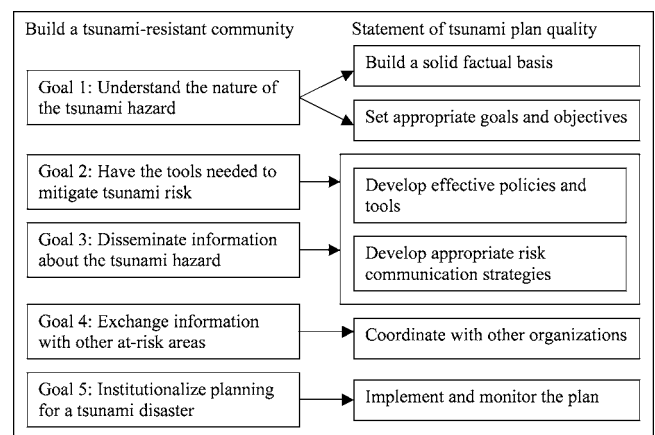 Build a tsunami-resistant community
Statement of tsunami plan quality
Goal 1: Understand the nature of
the tsunami hazard
Build a solid factual basis
Set appropriate goals and objectives
Goal 2: Have the tools needed to
mitigate tsunami risk
Develop effective policies and
tools
Goal 3: Disseminate information
about the tsunami hazard
Develop appropriate risk
communication strategies
Goal 4: Exchange information
with other at-risk areas
Coordinate with other organizations
Goal 5: Institutionalize planning
for a tsunami disaster
Implement and monitor the plan